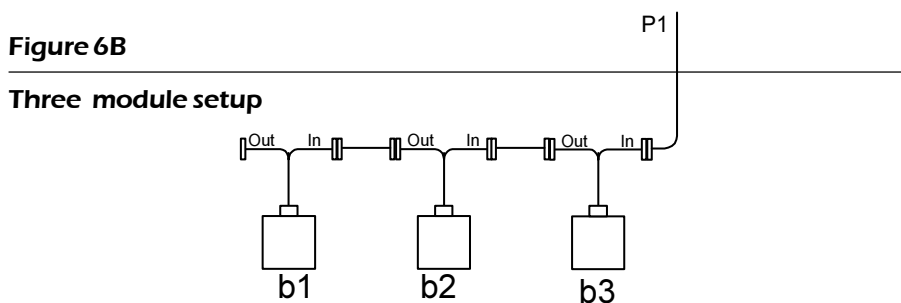 P1
Figure 6B
Three module setup
Out In Out In Out In
b1 b2 b3